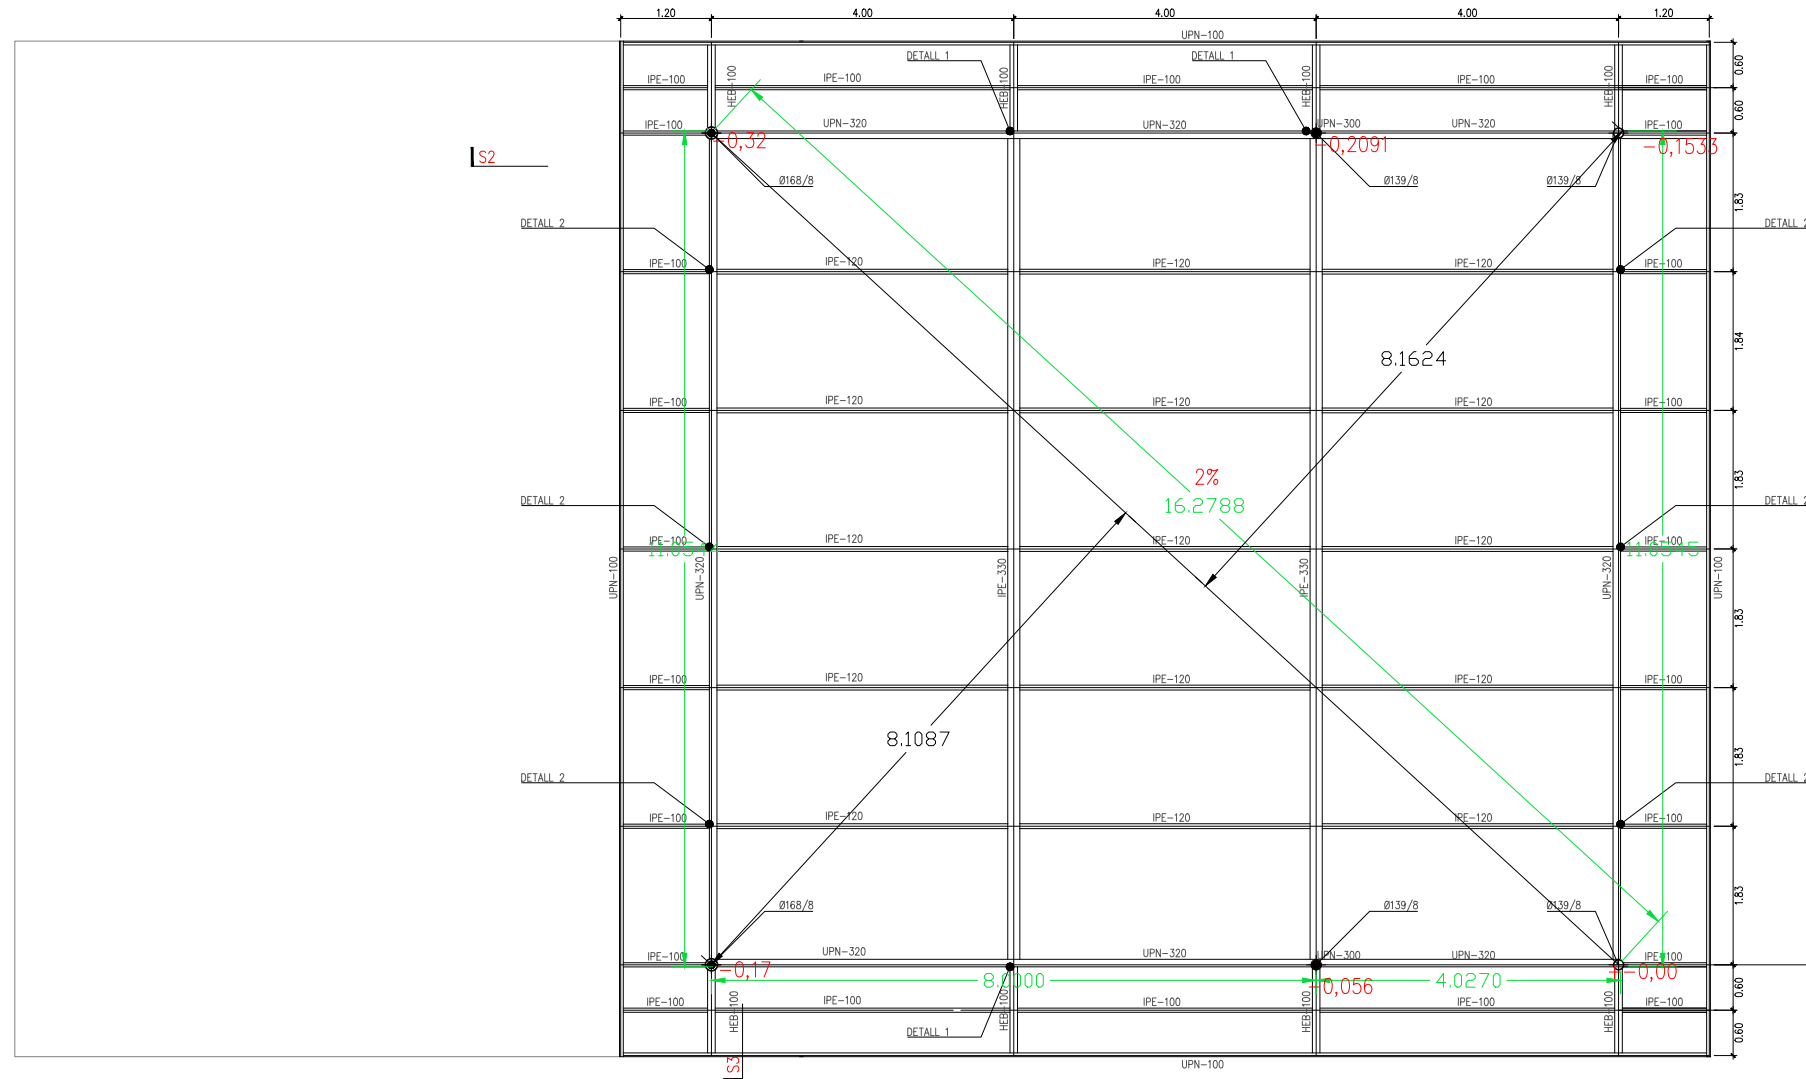 1.20 4.00 4.00 4.00 1.20
UPN-100
DETALL 1 DETALL 1
HEB-100 HEB-100 HEB-100 HEB-100
0.60
IPE-100 IPE-100 IPE-100 IPE-100 IPE-100
0.60
IPE-100 UPN-320 UPN-320 UPN-300 UPN-320 IPE-100
-0,32 -0,2091 -0,1533
S2
Ø168/8 Ø139/8 Ø139/8
1.83
DETALL 2 DETALL 2
IPE-100 IPE-120 IPE-120 IPE-120 IPE-100
1.84
8.1624
IPE-100 IPE-120 IPE-120 IPE-120 IPE-100
2%
1.83
DETALL 2 16.2788 DETALL 2
IPE-100 IPE-120 IPE-120 IPE-120 IPE-100
11.0545
UPN-100 UPN-320 IPE-330 IPE-330 UPN-320 UPN-100
1.83
IPE-100 IPE-120 IPE-120 IPE-120 IPE-100
8.1087
1.83
DETALL 2 DETALL 2
IPE-100 IPE-120 IPE-120 IPE-120 IPE-100
1.83
Ø168/8 Ø139/8 Ø139/8
IPE-100 UPN-320 UPN-320 UPN-300 UPN-320 IPE-100
-0,17 8.0000 -0,056 4.0270 -0,00
0.60
IPE-100 IPE-100 IPE-100 IPE-100 IPE-100
HEB-100 HEB-100 HEB-100 HEB-100
DETALL 1
0.60
S3
UPN-100